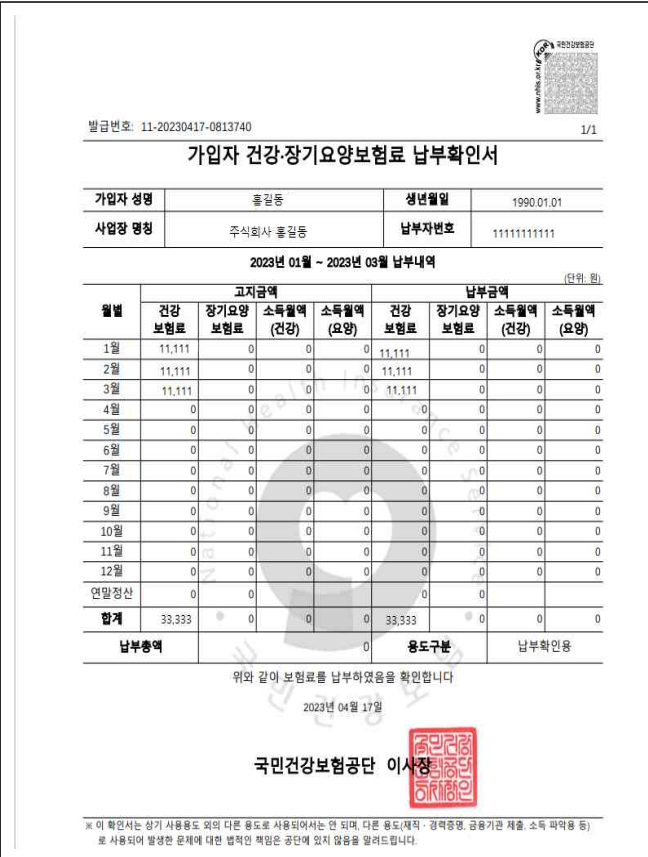 국민건강보험공단
KOR
www.nhis.or.kr
발급번호: 11-20230417-0813740
1/1
가입자 건강·장기요양보험료 납부확인서
가입자 성명 홍길동 생년월일 1990.01.01
사업장 명칭 주식회사 홍길동 납부자번호 11111111111
2023년 01월 ~ 2023년 03월 납부내역
(단위: 원)
월별 고지금액 납부금액
건강 장기요양 소득월액 소득월액 건강 장기요양 소득월액 소득월액
보험료 보험료 (건강) (요양) 보험료 보험료 (건강) (요양)
1월 11,111 0 0 0 11,111 0 0 0
2월 11,111 0 0 0 11,111 0 0 0
3월 11,111 0 0 0 11,111 0 0 0
4월 0 0 0 0 0 0 0 0
5월 0 0 0 0 0 0 0 0
6월 0 0 0 0 0 0 0 0
7월 0 0 0 0 0 0 0 0
8월 0 0 0 0 0 0 0 0
9월 0 0 0 0 0 0 0 0
10월 0 0 0 0 0 0 0 0
11월 0 0 0 0 0 0 0 0
12월 0 0 0 0 0 0 0 0
연말정산 0 0 0 0
합계 33,333 0 0 0 33,333 0 0 0
납부총액 0 용도구분 납부확인용
National Health Insurance Service
국민건강보험
위와 같이 보험료를 납부하였음을 확인합니다
2023년 04월 17일
국민건강보험공단 이사장
※ 이 확인서는 상기 사용용도 외의 다른 용도로 사용되어서는 안 되며, 다른 용도(재직 · 경력증명, 금융기관 제출, 소득 파악용 등)
로 사용되어 발생한 문제에 대한 법적인 책임은 공단에 있지 않음을 알려드립니다.